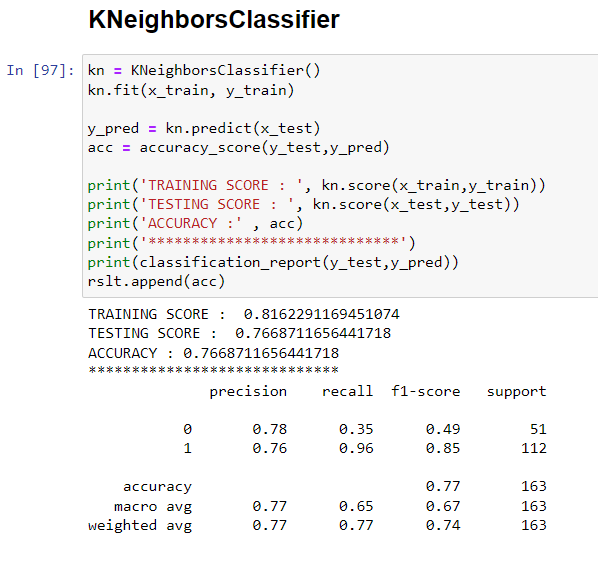 KNeighborsClassifier
In [97]: kn = KNeighborsClassifier()
kn.fit(x_train, y_train)
y_pred = kn.predict(x_test)
acc = accuracy_score(y_test,y_pred)
print('TRAINING SCORE : ', kn.score(x_train,y_train))
print('TESTING SCORE : ', kn.score(x_test,y_test))
print('ACCURACY :' , acc)
print('*****************************')
print(classification_report(y_test,y_pred))
rslt.append(acc)
TRAINING SCORE :  0.8162291169451074
TESTING SCORE :  0.7668711656441718
ACCURACY : 0.7668711656441718
*****************************
precision    recall  f1-score   support
0       0.78      0.35      0.49        51
1       0.76      0.96      0.85       112
accuracy                           0.77       163
macro avg       0.77      0.65      0.67       163
weighted avg       0.77      0.77      0.74       163